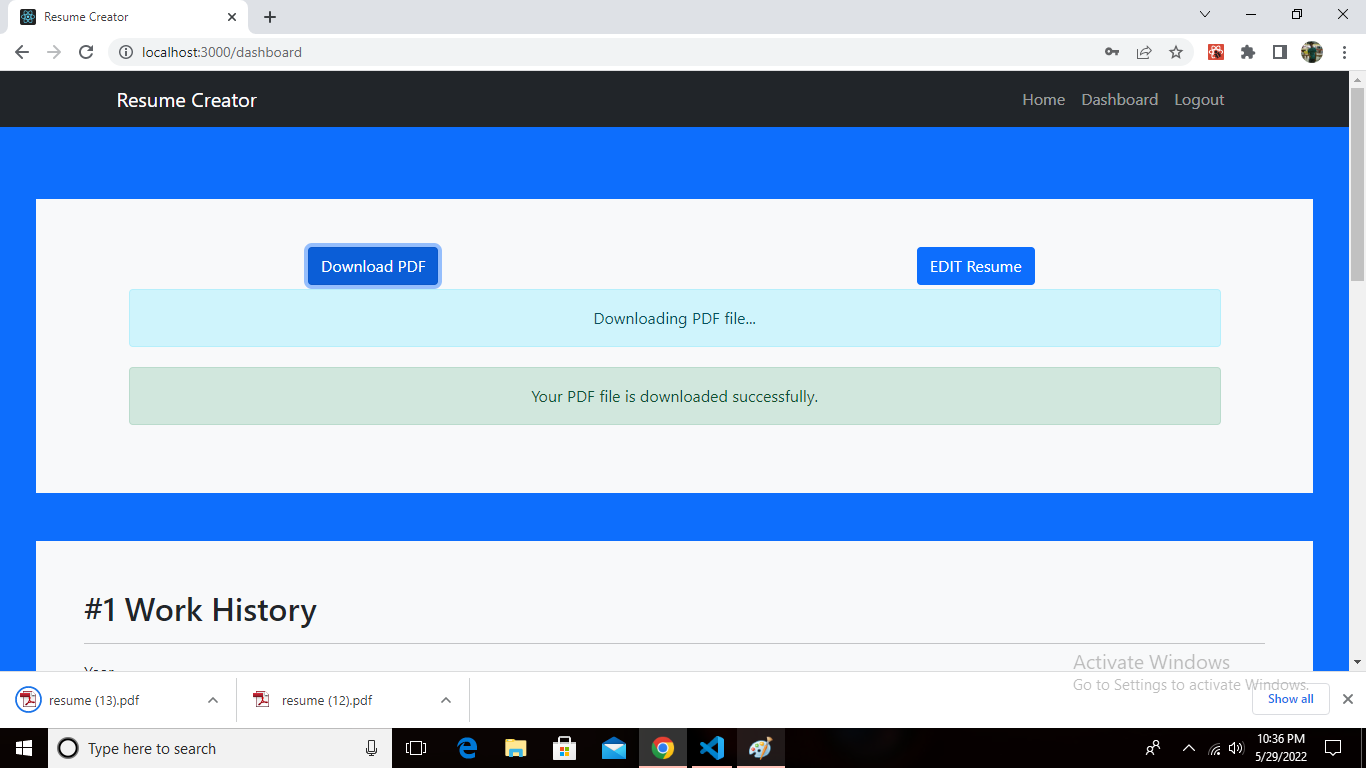 Resume Creator
localhost:3000/dashboard
Resume Creator
Home Dashboard Logout
Download PDF EDIT Resume
Downloading PDF file...
Your PDF file is downloaded successfully.
#1 Work History
Year
Activate Windows
Go to Settings to activate Windows.
resume (13).pdf resume (12).pdf Show all
Type here to search
10:36 PM
5/29/2022